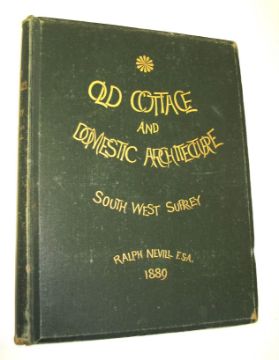 OLD COTTAGE
AND
DOMESTIC ARCHITECTURE
SOUTH WEST SURREY
RALPH NEVILL F.S.A.
1889